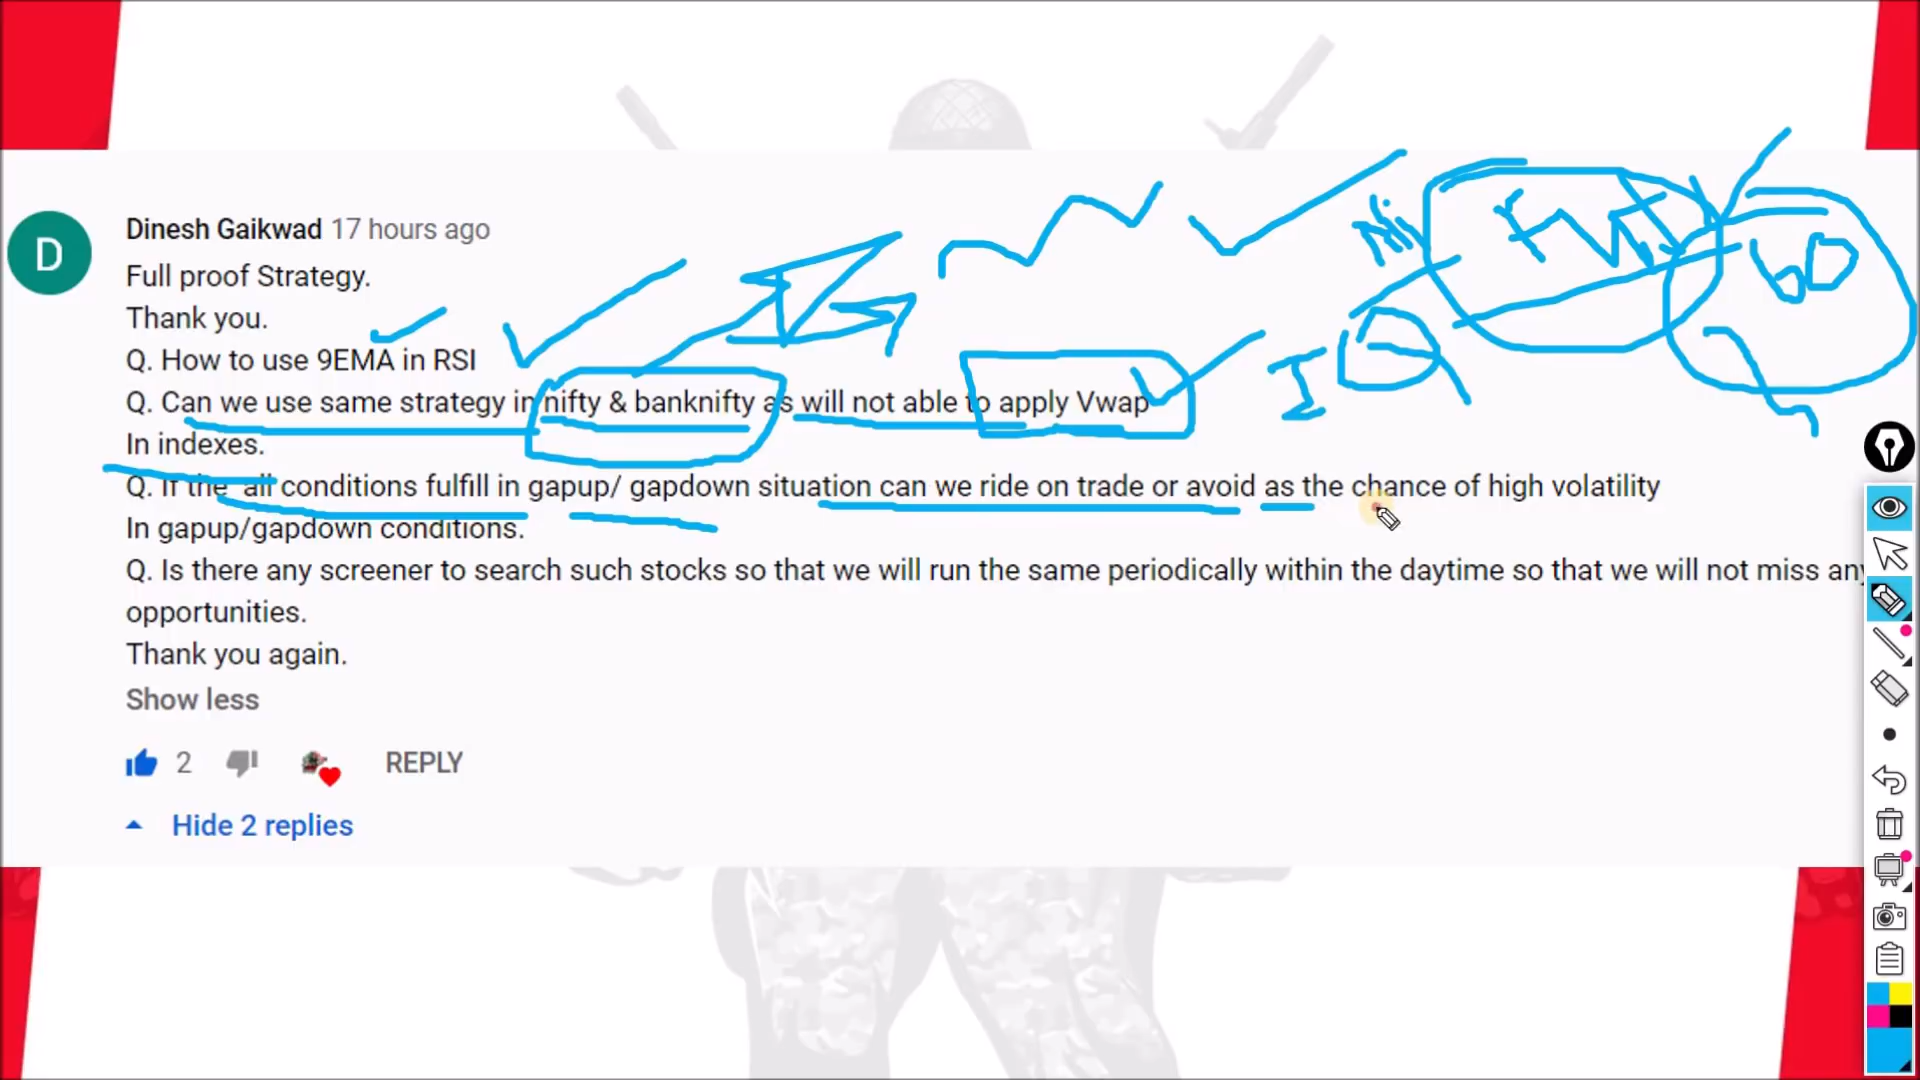 D
Dinesh Gaikwad 17 hours ago
Full proof Strategy.
Thank you.
Q. How to use 9EMA in RSI
Q. Can we use same strategy in nifty & banknifty as will not able to apply Vwap
In indexes.
Q. If the all conditions fulfill in gapup/ gapdown situation can we ride on trade or avoid as the chance of high volatility
In gapup/gapdown conditions.
Q. Is there any screener to search such stocks so that we will run the same periodically within the daytime so that we will not miss any
opportunities.
Thank you again.
Show less
2
REPLY
Hide 2 replies